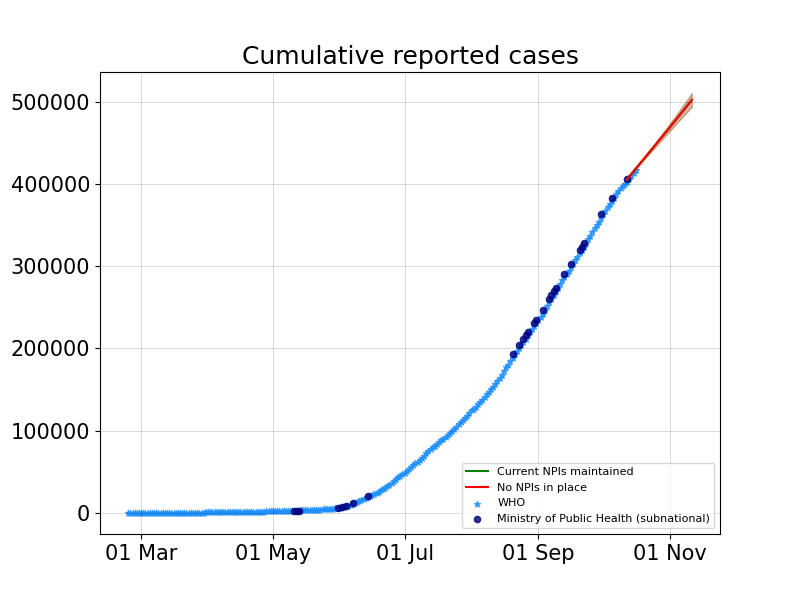 Cumulative reported cases
500000
400000
300000
200000
100000
0
01 Mar
01 May
01 Jul
01 Sep
01 Nov
Current NPIs maintained
No NPIs in place
WHO
Ministry of Public Health (subnational)